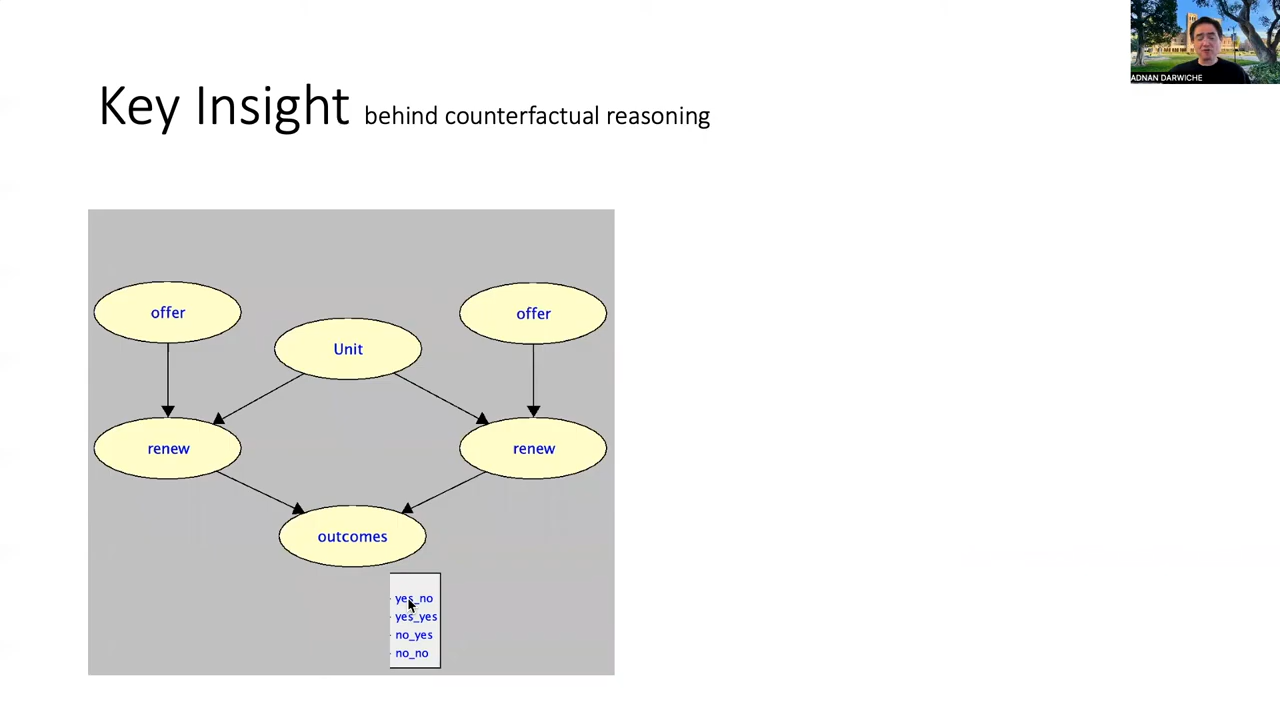 ADNAN DARWICHE
Key Insight behind counterfactual reasoning
offer
offer
Unit
renew
renew
outcomes
yes_no
yes_yes
no_yes
no_no